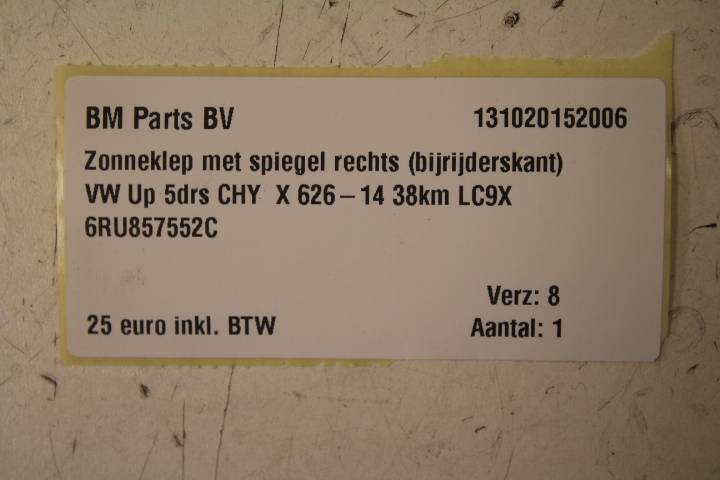 BM Parts BV 131020152006
Zonneklep met spiegel rechts (bijrijderskant)
VW Up 5drs CHY X 626 – 14 38km LC9X
6RU857552C
Verz: 8
25 euro inkl. BTW Aantal: 1